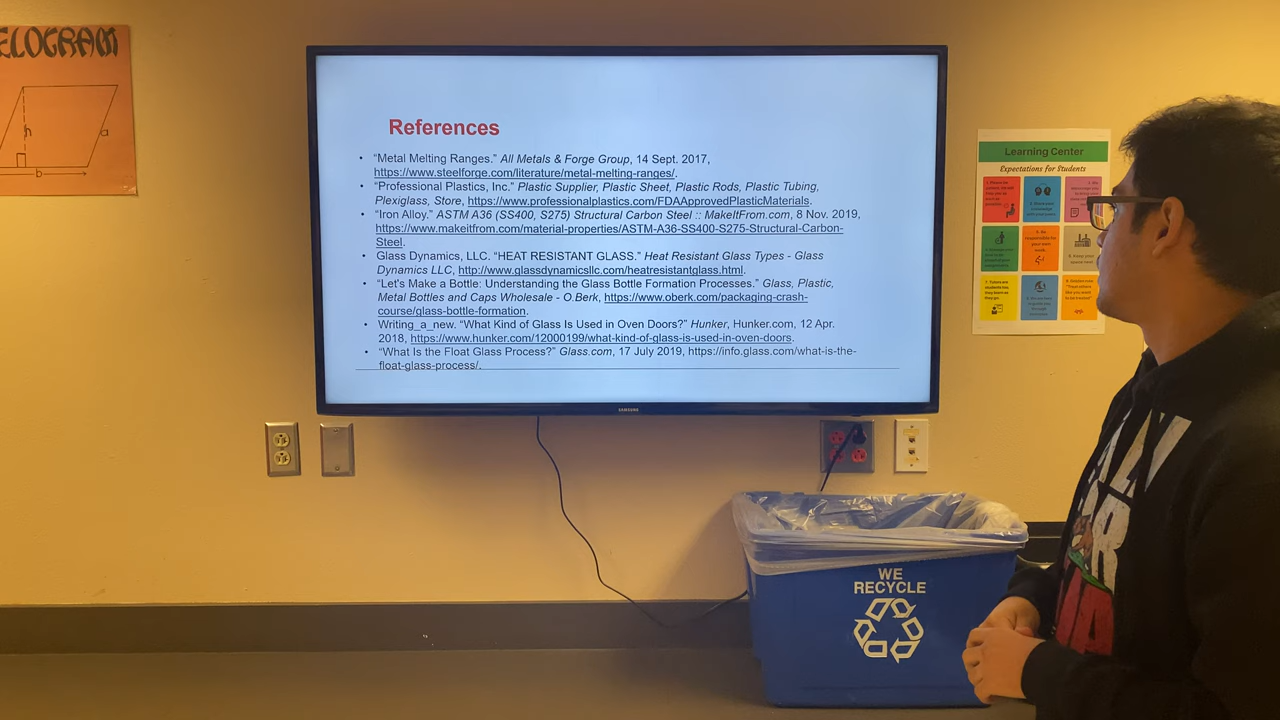 ELOGRAM
h
a
b
References
• "Metal Melting Ranges." All Metals & Forge Group, 14 Sept. 2017,
https://www.steelforge.com/literature/metal-melting-ranges/.
• "Professional Plastics, Inc." Plastic Supplier, Plastic Sheet, Plastic Rods, Plastic Tubing,
Plexiglass, Store, https://www.professionalplastics.com/FDAApprovedPlasticMaterials.
• "Iron Alloy." ASTM A36 (SS400, S275) Structural Carbon Steel :: MakeItFrom.com, 8 Nov. 2019,
https://www.makeitfrom.com/material-properties/ASTM-A36-SS400-S275-Structural-Carbon-
Steel.
• Glass Dynamics, LLC. "HEAT RESISTANT GLASS." Heat Resistant Glass Types - Glass
Dynamics LLC, http://www.glassdynamicsllc.com/heatresistantglass.html.
• "Let's Make a Bottle: Understanding the Glass Bottle Formation Processes." Glass, Plastic,
Metal Bottles and Caps Wholesale - O.Berk, https://www.oberk.com/packaging-crash-
course/glass-bottle-formation
• Writing_a_new. "What Kind of Glass Is Used in Oven Doors?" Hunker, Hunker.com, 12 Apr.
2018, https://www.hunker.com/12000199/what-kind-of-glass-is-used-in-oven-doors.
• "What Is the Float Glass Process?" Glass.com, 17 July 2019, https://info.glass.com/what-is-the-
float-glass-process/.
SAMSUNG
Learning Center
Expectations for Students
WE
RECYCLE